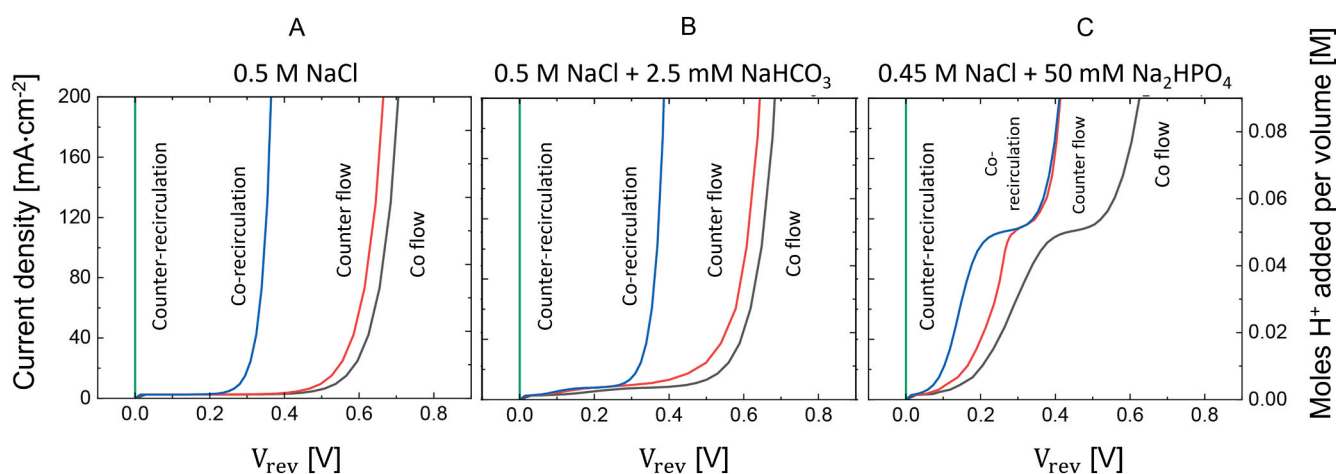 A
B
C
0.5 M NaCl
0.5 M NaCl + 2.5 mM NaHCO₃
0.45 M NaCl + 50 mM Na₂HPO₄
Current density [mA·cm⁻²]
200
160
120
80
40
0
Counter-recirculation
Co-recirculation
Counter flow
Co flow
0.0 0.2 0.4 0.6 0.8
V_rev [V]
Counter-recirculation
Co-recirculation
Counter flow
Co flow
0.0 0.2 0.4 0.6 0.8
V_rev [V]
Counter-recirculation
Co-
recirculation
Counter flow
Co flow
0.0 0.2 0.4 0.6 0.8
V_rev [V]
0.08
0.06
0.04
0.02
0.00
Moles H⁺ added per volume [M]